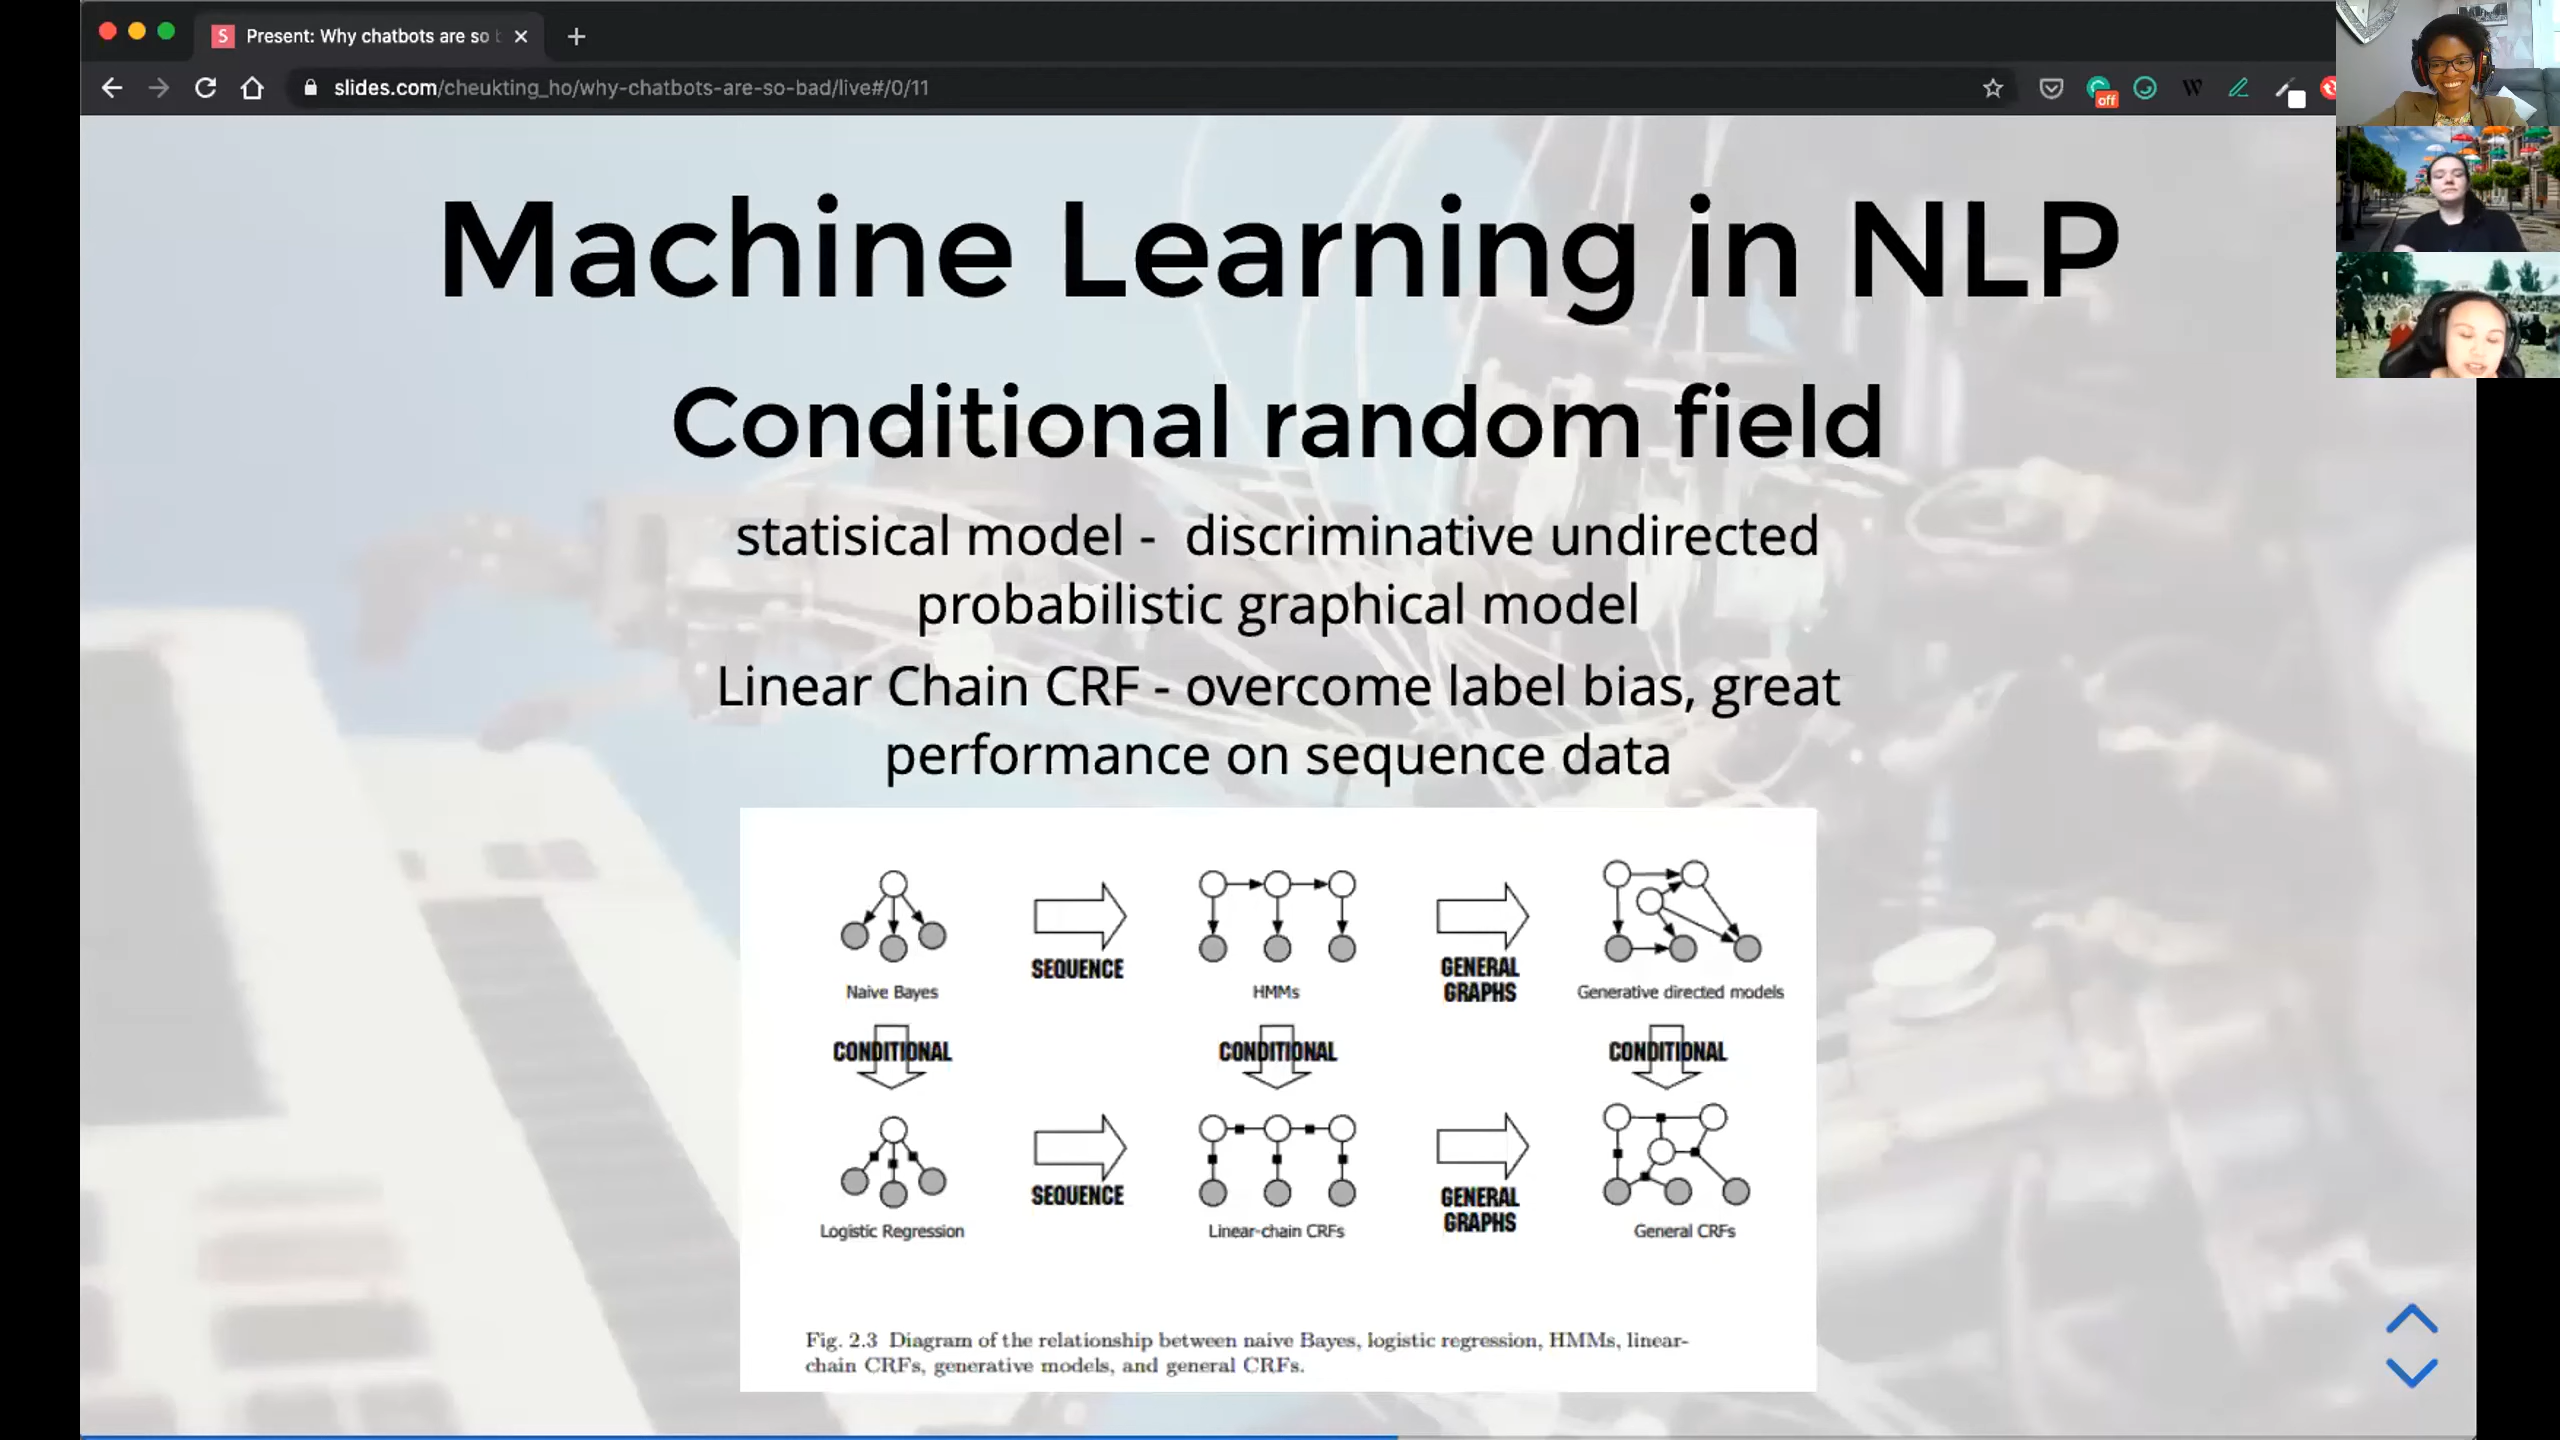 Present: Why chatbots are so b
slides.com/cheukting_ho/why-chatbots-are-so-bad/live#/0/11
off
W
Machine Learning in NLP
Conditional random field
statisical model -  discriminative undirected
probabilistic graphical model
Linear Chain CRF - overcome label bias, great
performance on sequence data
SEQUENCE
GENERAL
GRAPHS
Naive Bayes
HMMs
Generative directed models
CONDITIONAL
CONDITIONAL
CONDITIONAL
SEQUENCE
GENERAL
GRAPHS
Logistic Regression
Linear-chain CRFs
General CRFs
Fig. 2.3 Diagram of the relationship between naive Bayes, logistic regression, HMMs, linear-
chain CRFs, generative models, and general CRFs.